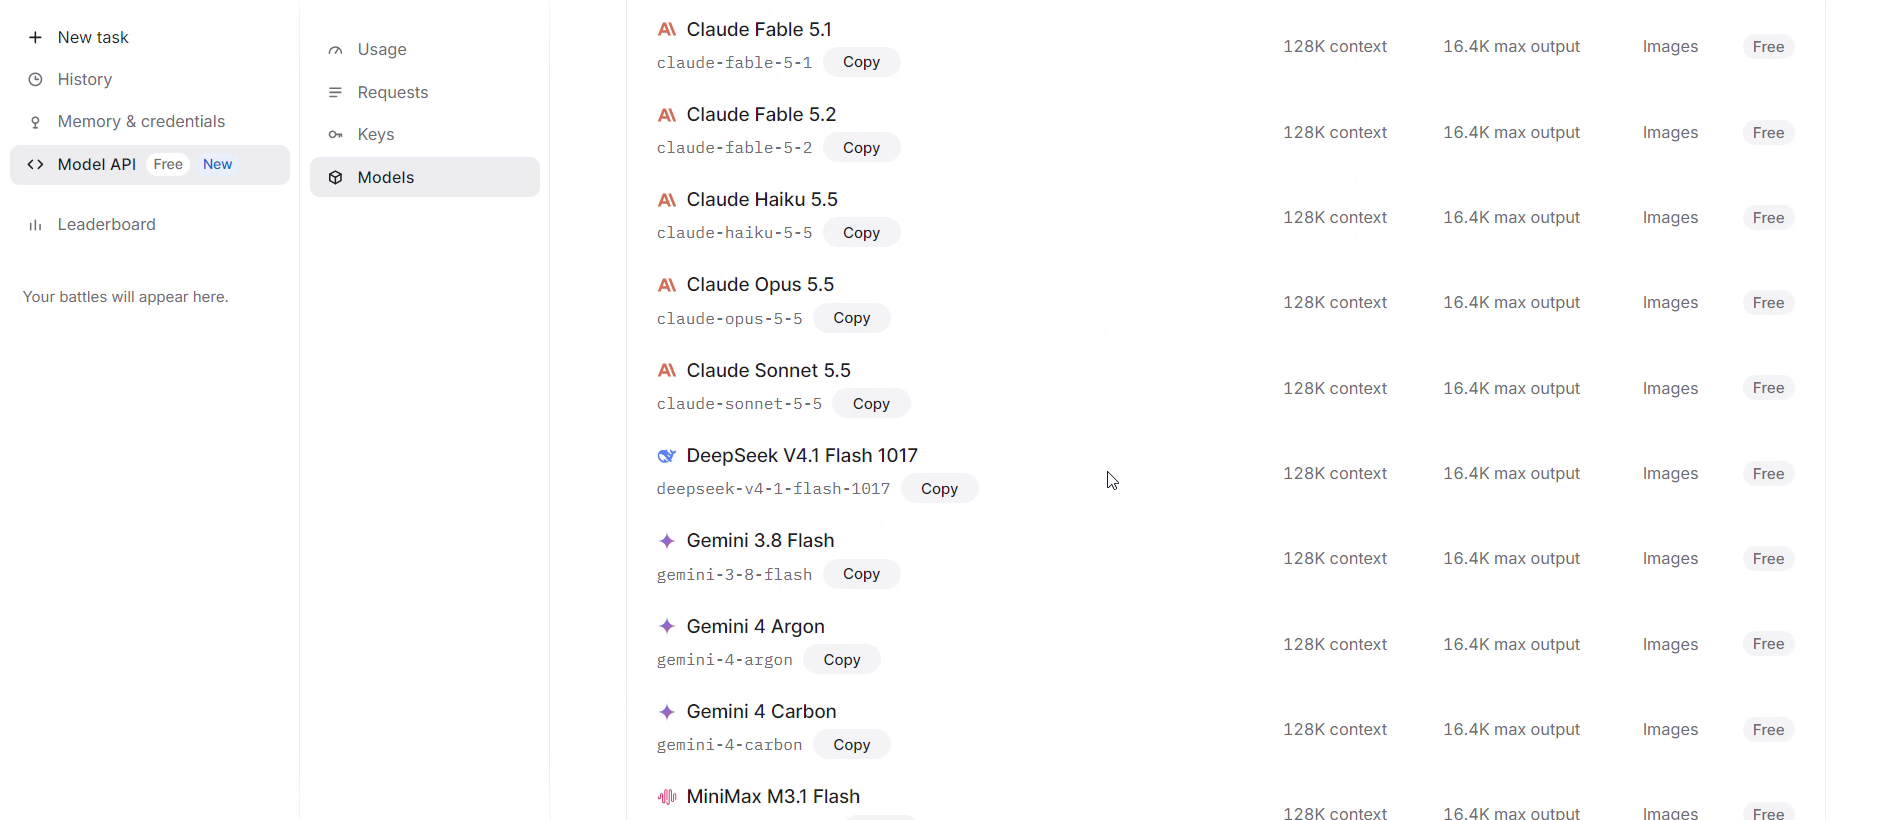 New task
History
Memory & credentials
Model API Free New
Leaderboard
Your battles will appear here.
Usage
Requests
Keys
Models
Claude Fable 5.1
claude-fable-5-1 Copy
128K context 16.4K max output Images Free
Claude Fable 5.2
claude-fable-5-2 Copy
128K context 16.4K max output Images Free
Claude Haiku 5.5
claude-haiku-5-5 Copy
128K context 16.4K max output Images Free
Claude Opus 5.5
claude-opus-5-5 Copy
128K context 16.4K max output Images Free
Claude Sonnet 5.5
claude-sonnet-5-5 Copy
128K context 16.4K max output Images Free
DeepSeek V4.1 Flash 1017
deepseek-v4-1-flash-1017 Copy
128K context 16.4K max output Images Free
Gemini 3.8 Flash
gemini-3-8-flash Copy
128K context 16.4K max output Images Free
Gemini 4 Argon
gemini-4-argon Copy
128K context 16.4K max output Images Free
Gemini 4 Carbon
gemini-4-carbon Copy
128K context 16.4K max output Images Free
MiniMax M3.1 Flash
128K context 16.4K max output Images Free